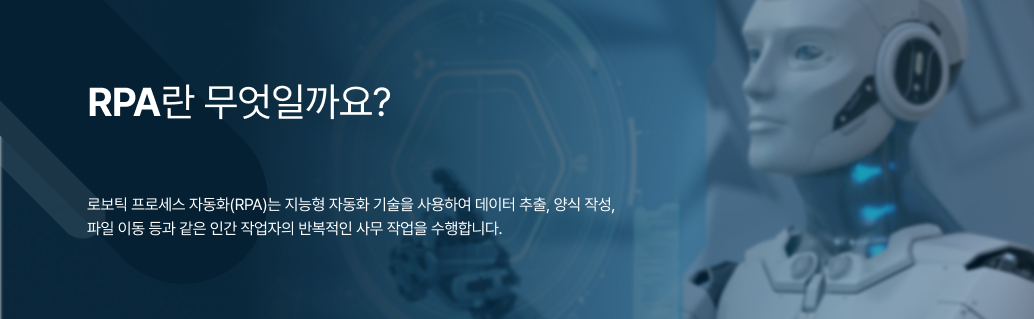 RPA란 무엇일까요?
로보틱 프로세스 자동화(RPA)는 지능형 자동화 기술을 사용하여 데이터 추출, 양식 작성,
파일 이동 등과 같은 인간 작업자의 반복적인 사무 작업을 수행합니다.